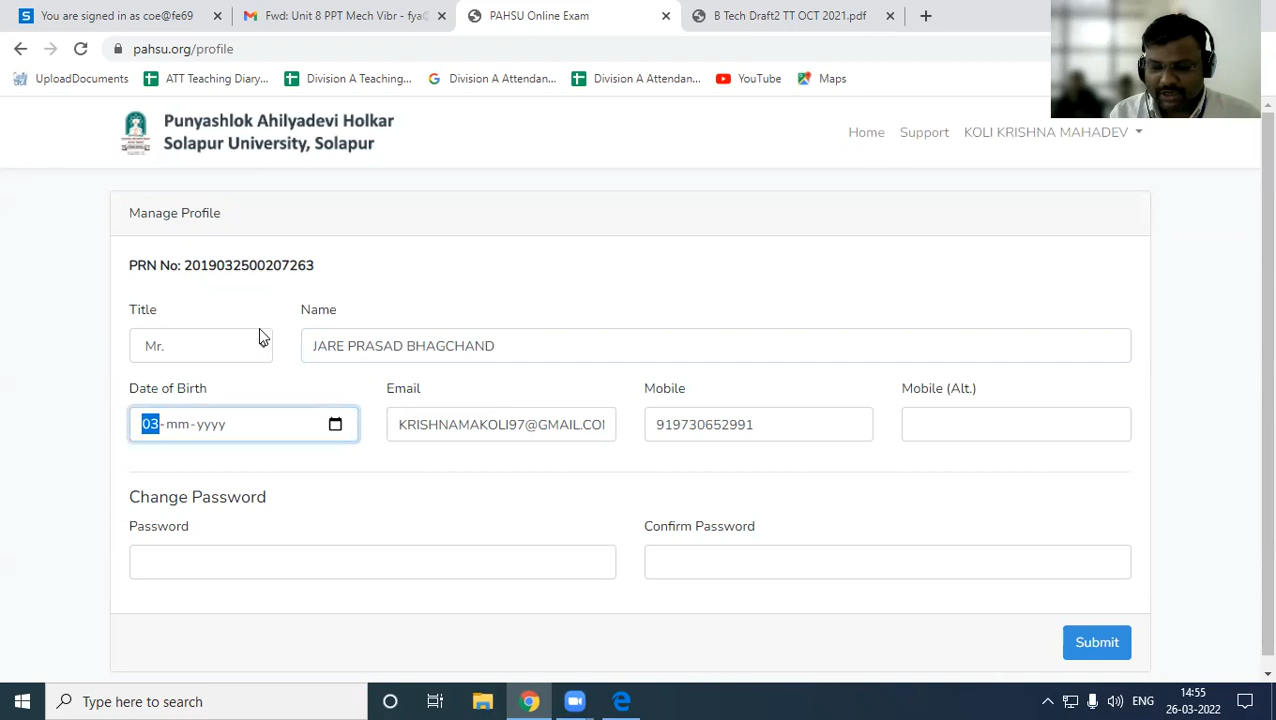 You are signed in as coe@fe69
Fwd: Unit 8 PPT Mech Vibr - fya@
PAHSU Online Exam
B Tech Draft2 TT OCT 2021.pdf
pahsu.org/profile
UploadDocuments
ATT Teaching Diary...
Division A Teaching...
Division A Attendan...
Division A Attendan...
YouTube
Maps
Punyashlok Ahilyadevi Holkar
Solapur University, Solapur
Home
Support
KOLI KRISHNA MAHADEV
Manage Profile
PRN No: 2019032500207263
Title
Name
Mr.
JARE PRASAD BHAGCHAND
Date of Birth
Email
Mobile
Mobile (Alt.)
03-mm-yyyy
KRISHNAMAKOLI97@GMAIL.COI
919730652991
Change Password
Password
Confirm Password
Submit
Type here to search
ENG
14:55
26-03-2022